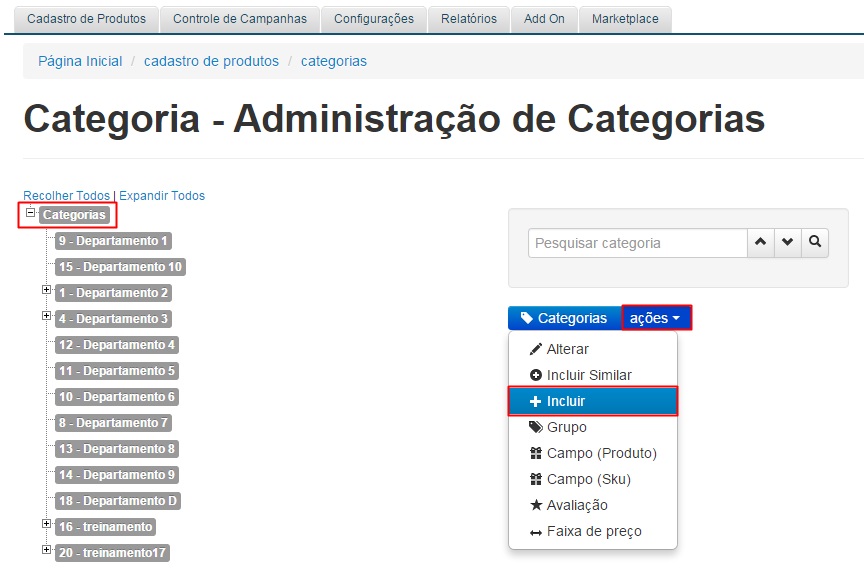 Cadastro de Produtos Controle de Campanhas Configurações Relatórios Add On Marketplace
Página Inicial / cadastro de produtos / categorias
Categoria - Administração de Categorias
Recolher Todos | Expandir Todos
Categorias
9 - Departamento 1
15 - Departamento 10
1 - Departamento 2
4 - Departamento 3
12 - Departamento 4
11 - Departamento 5
10 - Departamento 6
8 - Departamento 7
13 - Departamento 8
14 - Departamento 9
18 - Departamento D
16 - treinamento
20 - treinamento17
Pesquisar categoria
Categorias ações
Alterar
Incluir Similar
Incluir
Grupo
Campo (Produto)
Campo (Sku)
Avaliação
Faixa de preço